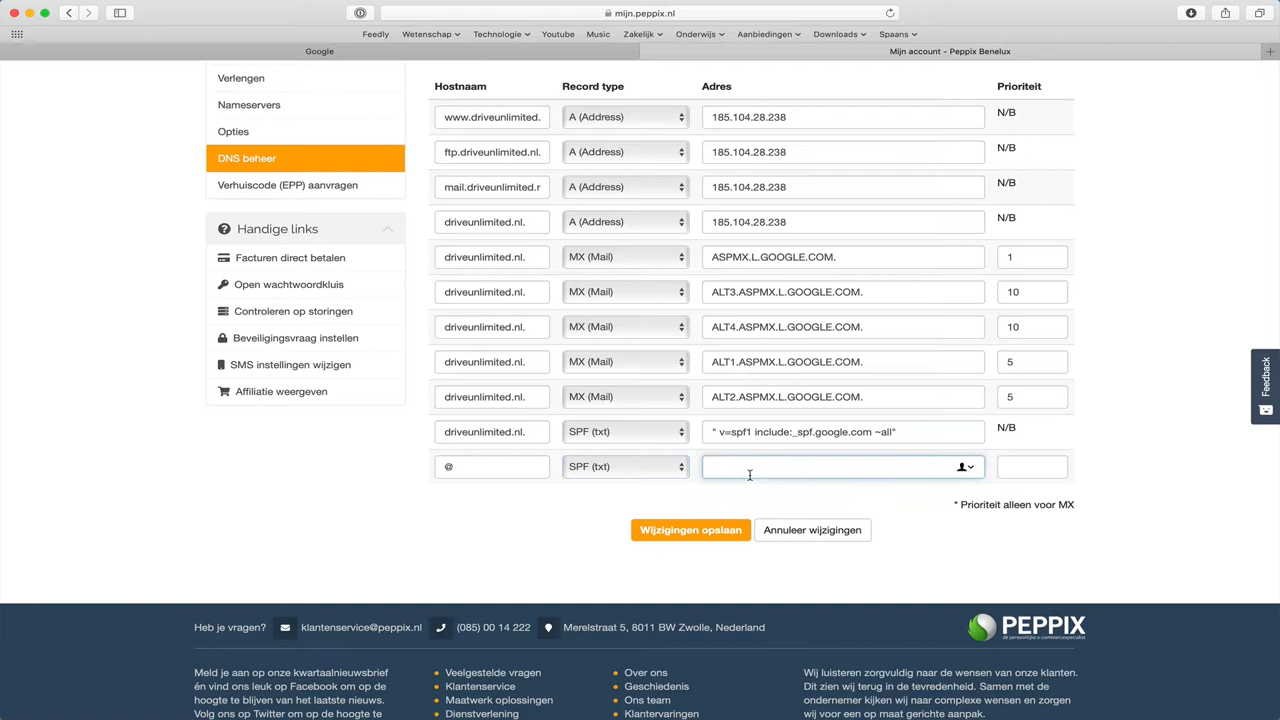 mijn.peppix.nl
Feedly Wetenschap Technologie Youtube Music Zakelijk Onderwijs Aanbiedingen Downloads Spaans
Google Mijn account - Peppix Benelux
Verlengen
Nameservers
Opties
DNS beheer
Verhuiscode (EPP) aanvragen
Handige links
Facturen direct betalen
Open wachtwoordkluis
Controleren op storingen
Beveiligingsvraag instellen
SMS instellingen wijzigen
Affiliatie weergeven
Hostnaam Record type Adres Prioriteit
www.driveunlimited. A (Address) 185.104.28.238 N/B
ftp.driveunlimited.nl. A (Address) 185.104.28.238 N/B
mail.driveunlimited.r A (Address) 185.104.28.238 N/B
driveunlimited.nl. A (Address) 185.104.28.238 N/B
driveunlimited.nl. MX (Mail) ASPMX.L.GOOGLE.COM. 1
driveunlimited.nl. MX (Mail) ALT3.ASPMX.L.GOOGLE.COM. 10
driveunlimited.nl. MX (Mail) ALT4.ASPMX.L.GOOGLE.COM. 10
driveunlimited.nl. MX (Mail) ALT1.ASPMX.L.GOOGLE.COM. 5
driveunlimited.nl. MX (Mail) ALT2.ASPMX.L.GOOGLE.COM. 5
driveunlimited.nl. SPF (txt) " v=spf1 include:_spf.google.com ~all" N/B
@ SPF (txt)
* Prioriteit alleen voor MX
Wijzigingen opslaan Annuleer wijzigingen
Feedback
Heb je vragen? klantenservice@peppix.nl (085) 00 14 222 Merelstraat 5, 8011 BW Zwolle, Nederland
PEPPIX
de persoonlijke e-commercespecialist
Meld je aan op onze kwartaalnieuwsbrief
én vind ons leuk op Facebook om op de
hoogte te blijven van het laatste nieuws.
Volg ons op Twitter om op de hoogte te
Veelgestelde vragen
Klantenservice
Maatwerk oplossingen
Dienstverlening
Over ons
Geschiedenis
Ons team
Klantervaringen
Wij luisteren zorgvuldig naar de wensen van onze klanten.
Dit zien wij terug in de tevredenheid. Samen met de
ondernemer kijken wij naar complexe wensen en zorgen
wij voor een op maat gerichte aanpak.